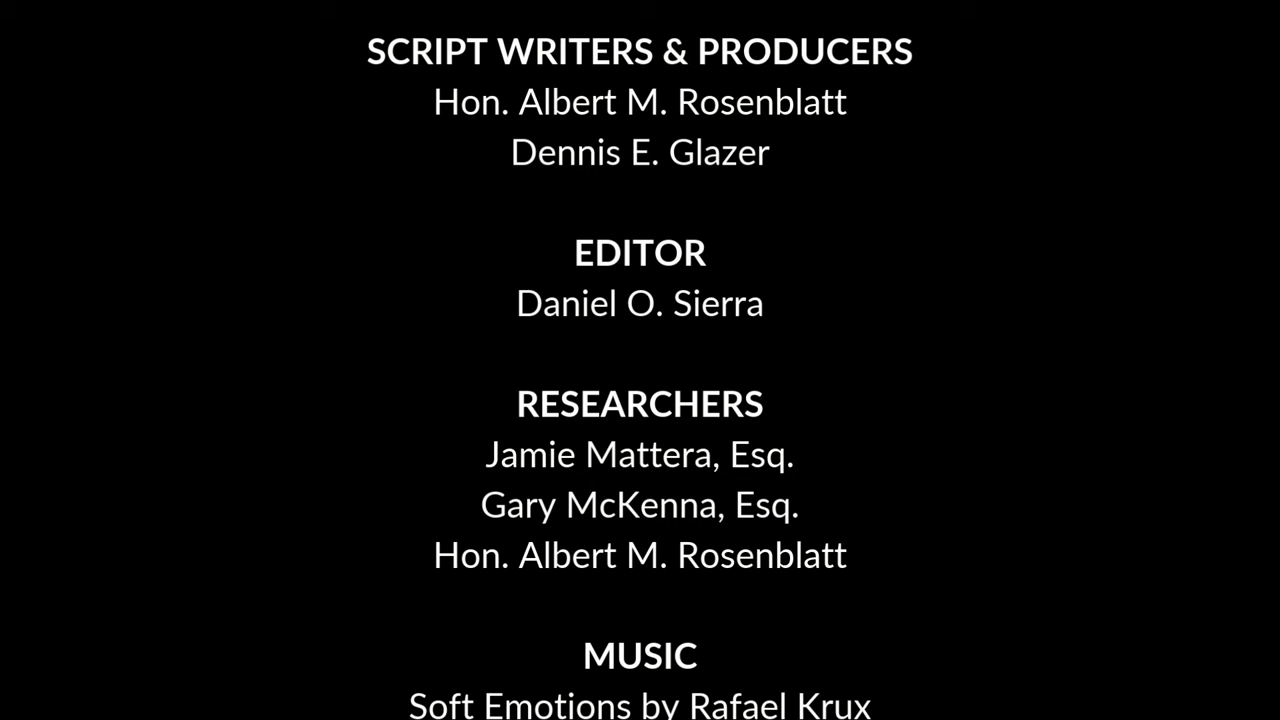 SCRIPT WRITERS & PRODUCERS
Hon. Albert M. Rosenblatt
Dennis E. Glazer
EDITOR
Daniel O. Sierra
RESEARCHERS
Jamie Mattera, Esq.
Gary McKenna, Esq.
Hon. Albert M. Rosenblatt
MUSIC
Soft Emotions by Rafael Krux